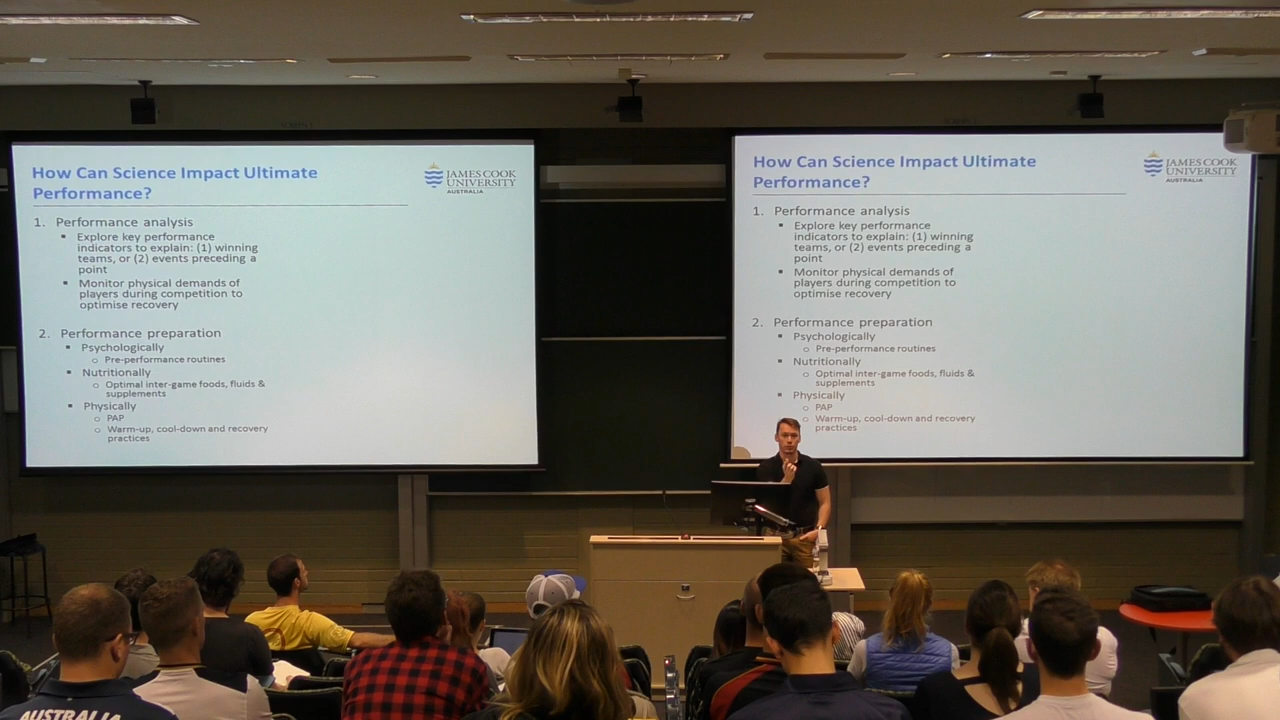 How Can Science Impact Ultimate
Performance?
JAMES COOK
UNIVERSITY
AUSTRALIA
1. Performance analysis
▪ Explore key performance
indicators to explain: (1) winning
teams, or (2) events preceding a
point
▪ Monitor physical demands of
players during competition to
optimise recovery
2. Performance preparation
▪ Psychologically
o Pre-performance routines
▪ Nutritionally
o Optimal inter-game foods, fluids &
supplements
▪ Physically
o PAP
o Warm-up, cool-down and recovery
practices
How Can Science Impact Ultimate
Performance?
JAMES COOK
UNIVERSITY
AUSTRALIA
1. Performance analysis
▪ Explore key performance
indicators to explain: (1) winning
teams, or (2) events preceding a
point
▪ Monitor physical demands of
players during competition to
optimise recovery
2. Performance preparation
▪ Psychologically
o Pre-performance routines
▪ Nutritionally
o Optimal inter-game foods, fluids &
supplements
▪ Physically
o PAP
o Warm-up, cool-down and recovery
practices
AUSTRALIA